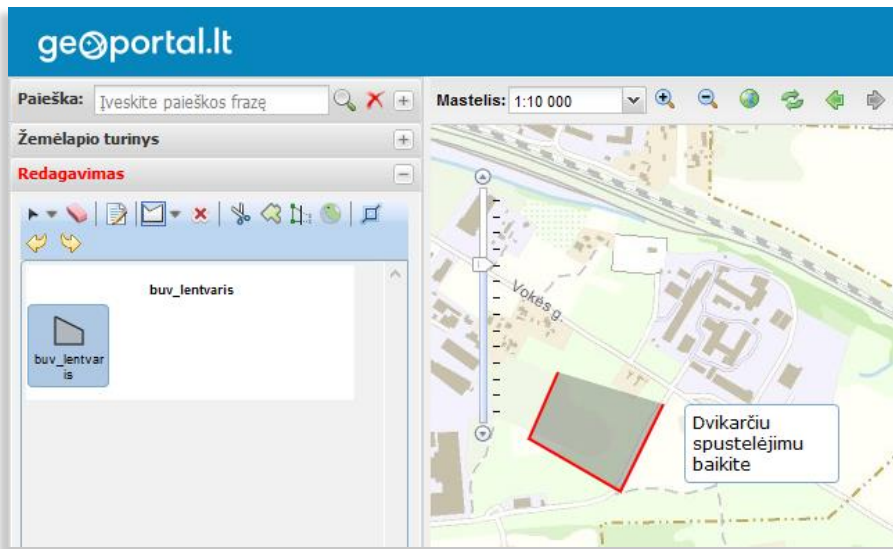 geoportal.lt
Paieška: Įveskite paieškos frazę
Mastelis: 1:10 000
Žemėlapio turinys
Redagavimas
buv_lentvaris
buv_lentvar
is
Vokės g.
Dvikarčiu
spustelėjimu
baikite